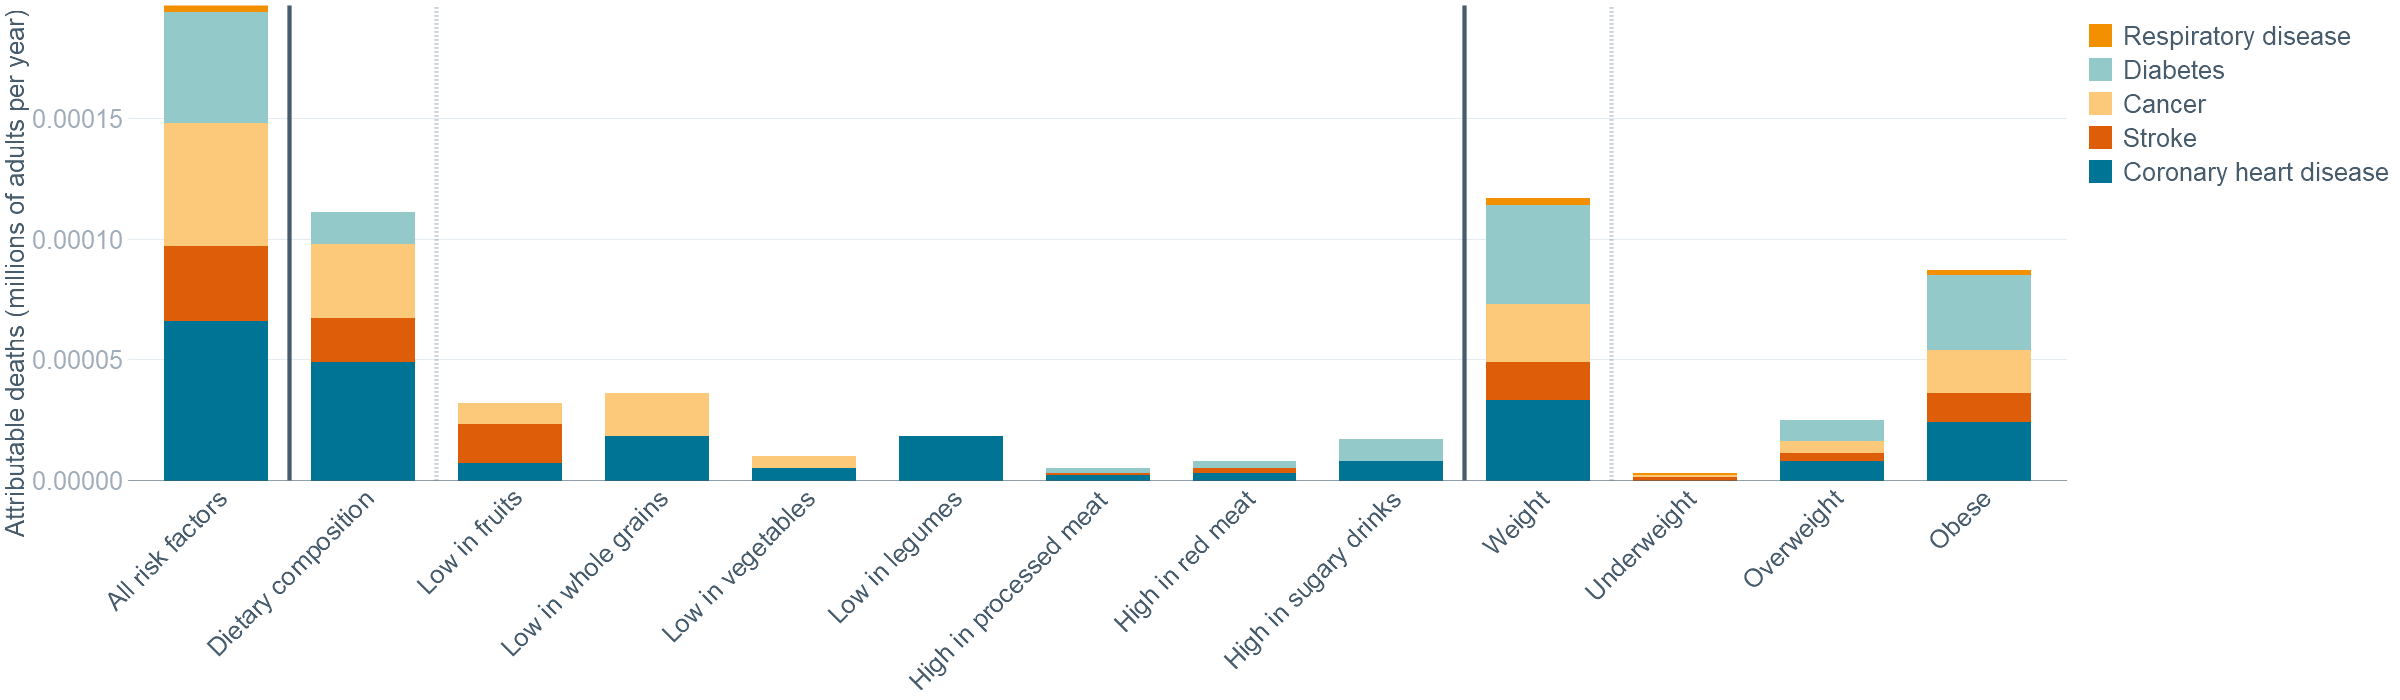 Attributable deaths (millions of adults per year)
0.00015
0.00010
0.00005
0.00000
All risk factors
Dietary composition
Low in fruits
Low in whole grains
Low in vegetables
Low in legumes
High in processed meat
High in red meat
High in sugary drinks
Weight
Underweight
Overweight
Obese
Respiratory disease
Diabetes
Cancer
Stroke
Coronary heart disease